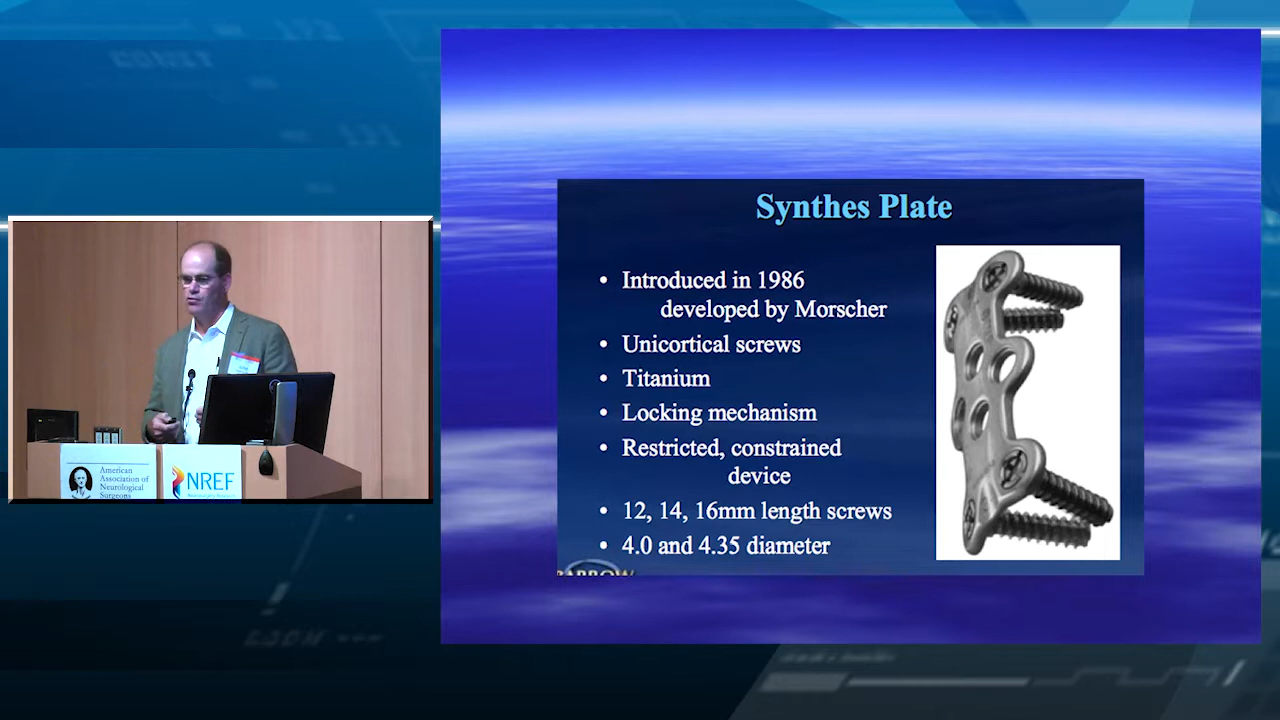 Synthes Plate
• Introduced in 1986
developed by Morscher
• Unicortical screws
• Titanium
• Locking mechanism
• Restricted, constrained
device
• 12, 14, 16mm length screws
• 4.0 and 4.35 diameter
BARROW
American
Association of
Neurological
Surgeons
NREF